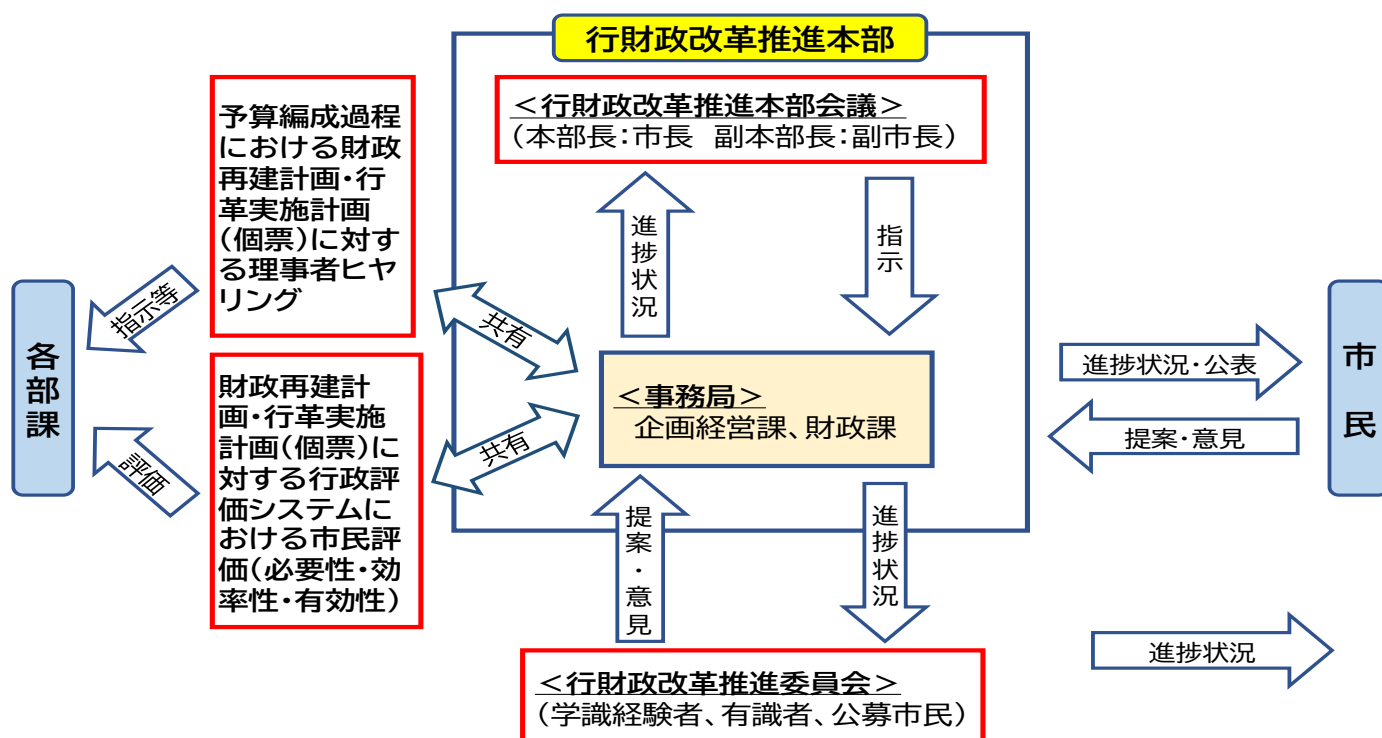 行財政改革推進本部
＜行財政改革推進本部会議＞
（本部長：市長　副本部長：副市長）
予算編成過程
における財政
再建計画・行
革実施計画
（個票）に対す
る理事者ヒヤ
リング
進捗状況
指示
指示等
共有
各部課
財政再建計
画・行革実施
計画（個票）に
対する行政評
価システムに
おける市民評
価（必要性・効
率性・有効性）
評価
共有
＜事務局＞
企画経営課、財政課
進捗状況・公表
提案・意見
市民
提案・意見
進捗状況
進捗状況
＜行財政改革推進委員会＞
（学識経験者、有識者、公募市民）